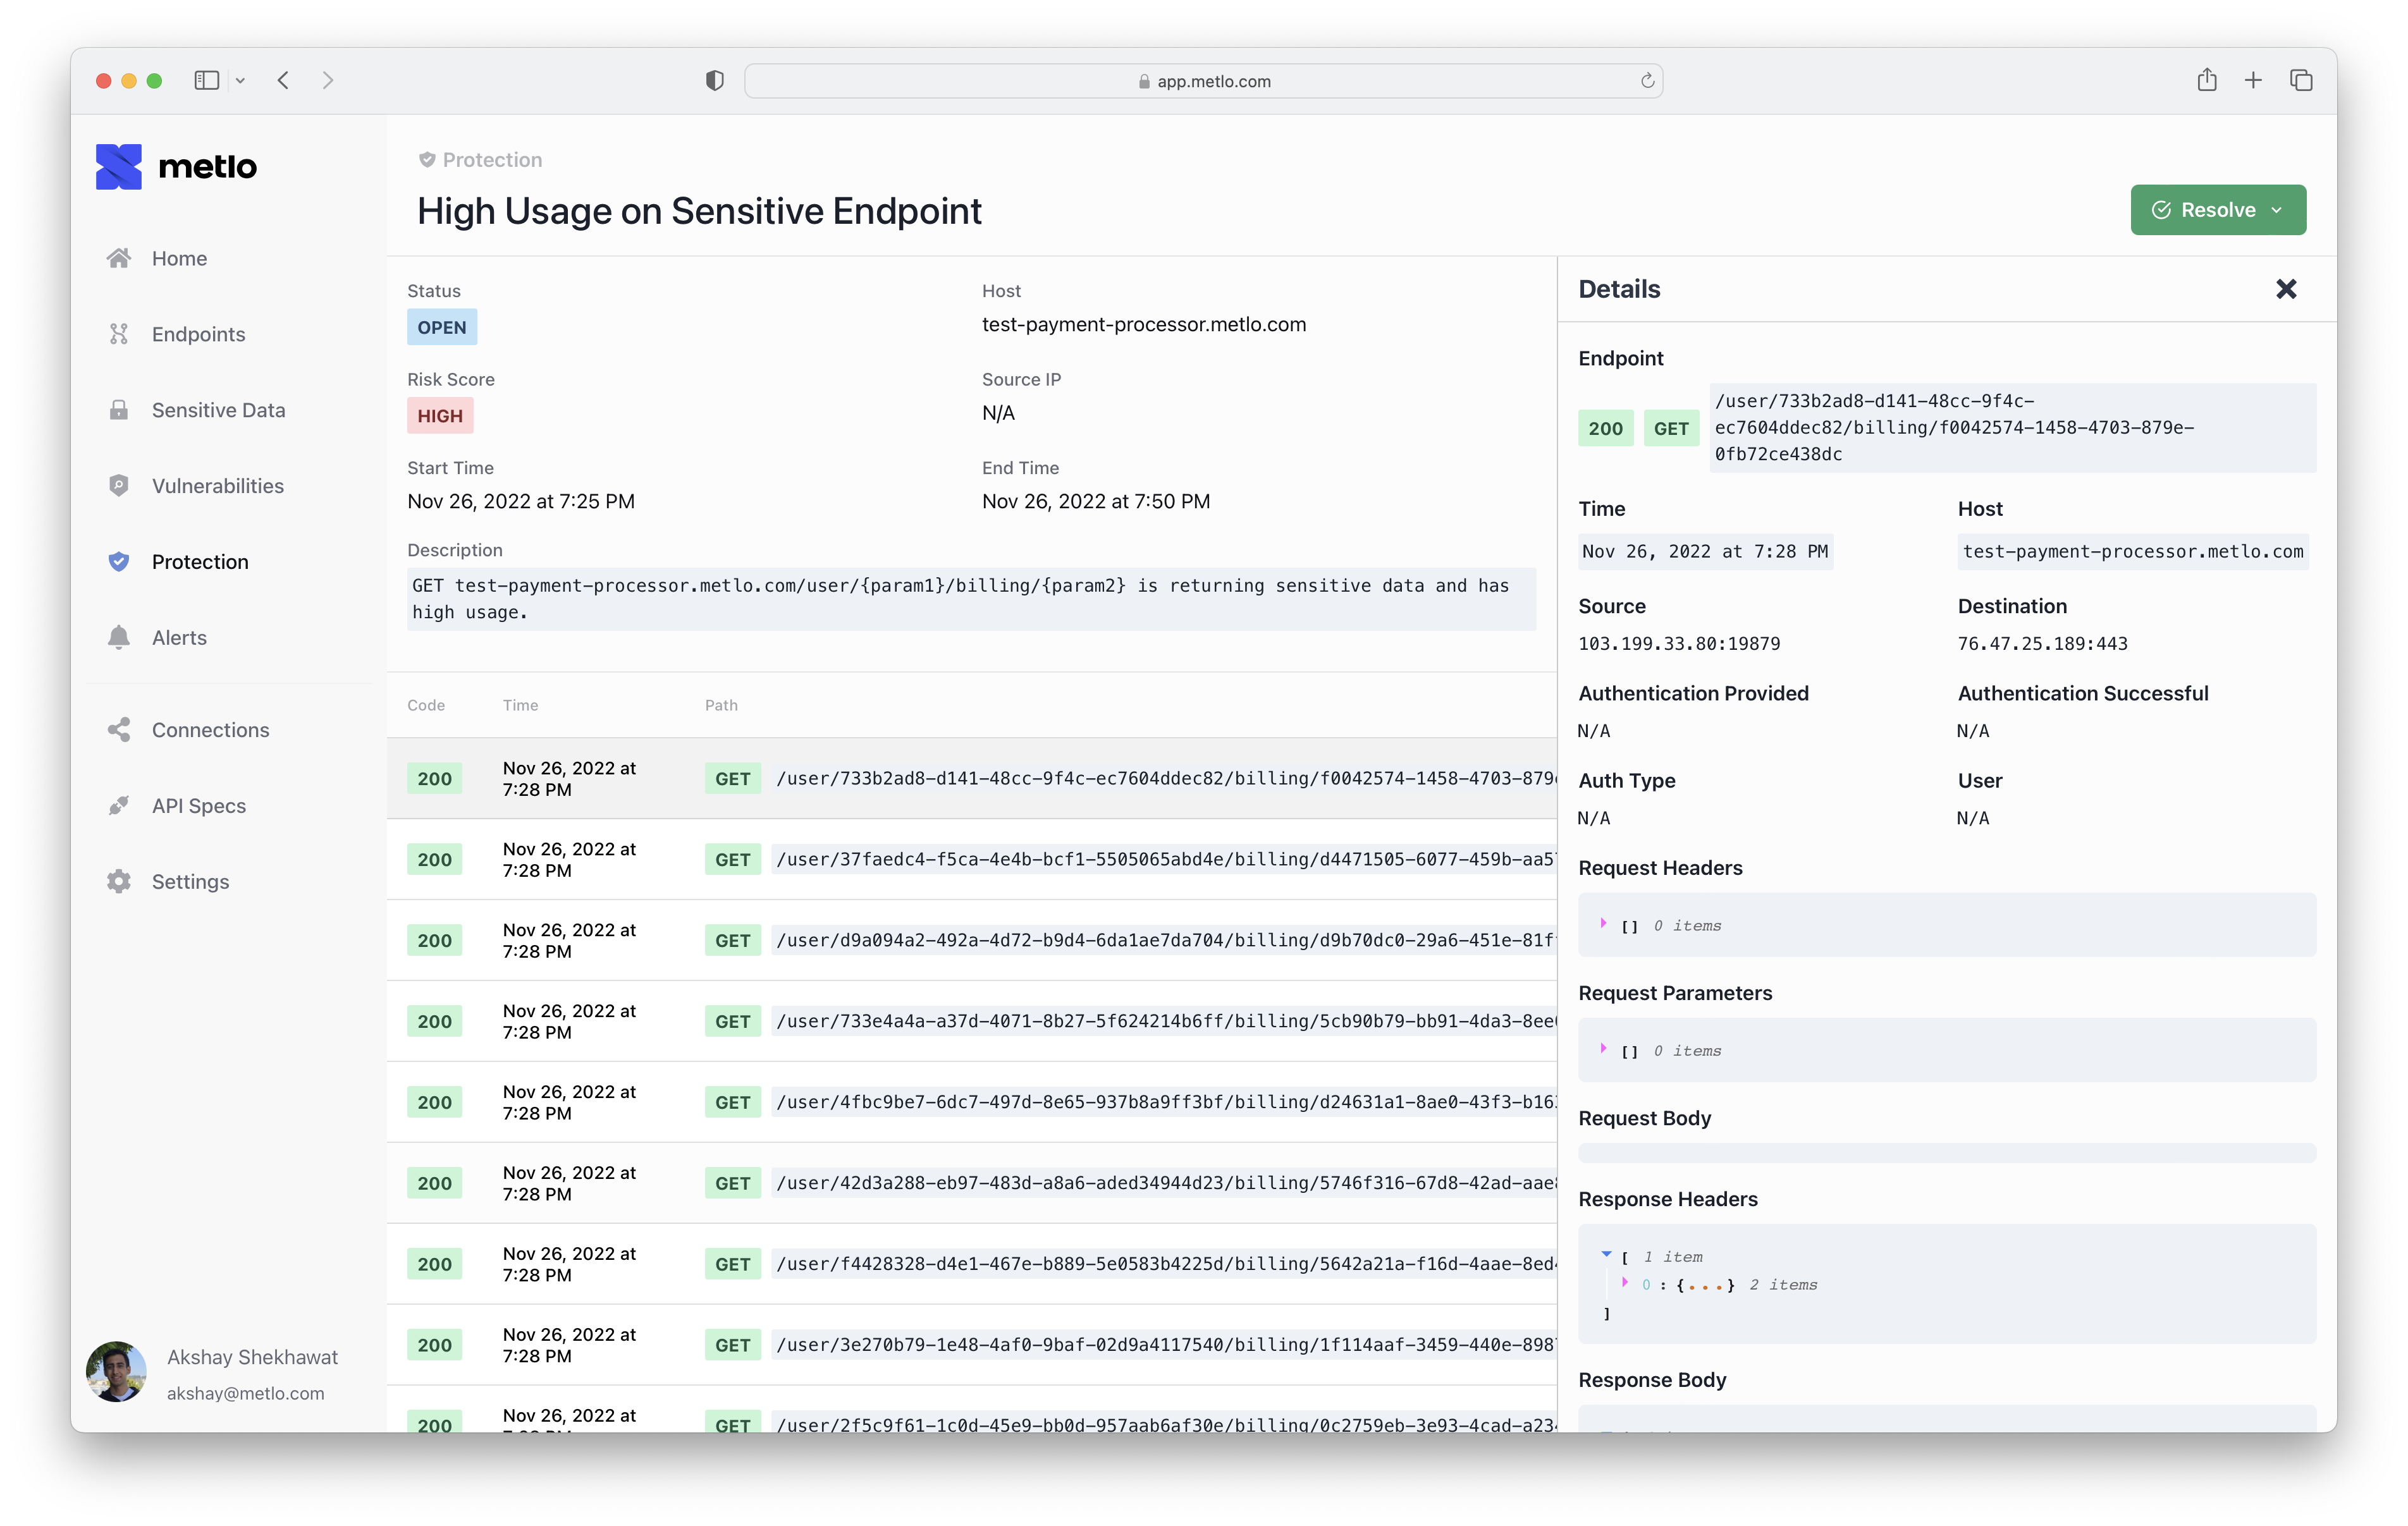 app.metlo.com
metlo
Home
Endpoints
Sensitive Data
Vulnerabilities
Protection
Alerts
Connections
API Specs
Settings
Akshay Shekhawat
akshay@metlo.com
Protection
High Usage on Sensitive Endpoint
Resolve
Status
OPEN
Host
test-payment-processor.metlo.com
Risk Score
HIGH
Source IP
N/A
Start Time
Nov 26, 2022 at 7:25 PM
End Time
Nov 26, 2022 at 7:50 PM
Description
GET test-payment-processor.metlo.com/user/{param1}/billing/{param2} is returning sensitive data and has
high usage.
Code Time Path
200 Nov 26, 2022 at
7:28 PM GET /user/733b2ad8-d141-48cc-9f4c-ec7604ddec82/billing/f0042574-1458-4703-879
200 Nov 26, 2022 at
7:28 PM GET /user/37faedc4-f5ca-4e4b-bcf1-5505065abd4e/billing/d4471505-6077-459b-aa5
200 Nov 26, 2022 at
7:28 PM GET /user/d9a094a2-492a-4d72-b9d4-6da1ae7da704/billing/d9b70dc0-29a6-451e-81f
200 Nov 26, 2022 at
7:28 PM GET /user/733e4a4a-a37d-4071-8b27-5f624214b6ff/billing/5cb90b79-bb91-4da3-8ee
200 Nov 26, 2022 at
7:28 PM GET /user/4fbc9be7-6dc7-497d-8e65-937b8a9ff3bf/billing/d24631a1-8ae0-43f3-b16
200 Nov 26, 2022 at
7:28 PM GET /user/42d3a288-eb97-483d-a8a6-aded34944d23/billing/5746f316-67d8-42ad-aae
200 Nov 26, 2022 at
7:28 PM GET /user/f4428328-d4e1-467e-b889-5e0583b4225d/billing/5642a21a-f16d-4aae-8ed
200 Nov 26, 2022 at
7:28 PM GET /user/3e270b79-1e48-4af0-9baf-02d9a4117540/billing/1f114aaf-3459-440e-898
200 Nov 26, 2022 at
GET /user/2f5c9f61-1c0d-45e9-bb0d-957aab6af30e/billing/0c2759eb-3e93-4cad-a23
Details
Endpoint
200 GET
/user/733b2ad8-d141-48cc-9f4c-
ec7604ddec82/billing/f0042574-1458-4703-879e-
0fb72ce438dc
Time
Nov 26, 2022 at 7:28 PM
Host
test-payment-processor.metlo.com
Source
103.199.33.80:19879
Destination
76.47.25.189:443
Authentication Provided
N/A
Authentication Successful
N/A
Auth Type
N/A
User
N/A
Request Headers
[] 0 items
Request Parameters
[] 0 items
Request Body
Response Headers
[ 1 item
0 : {...} 2 items
]
Response Body